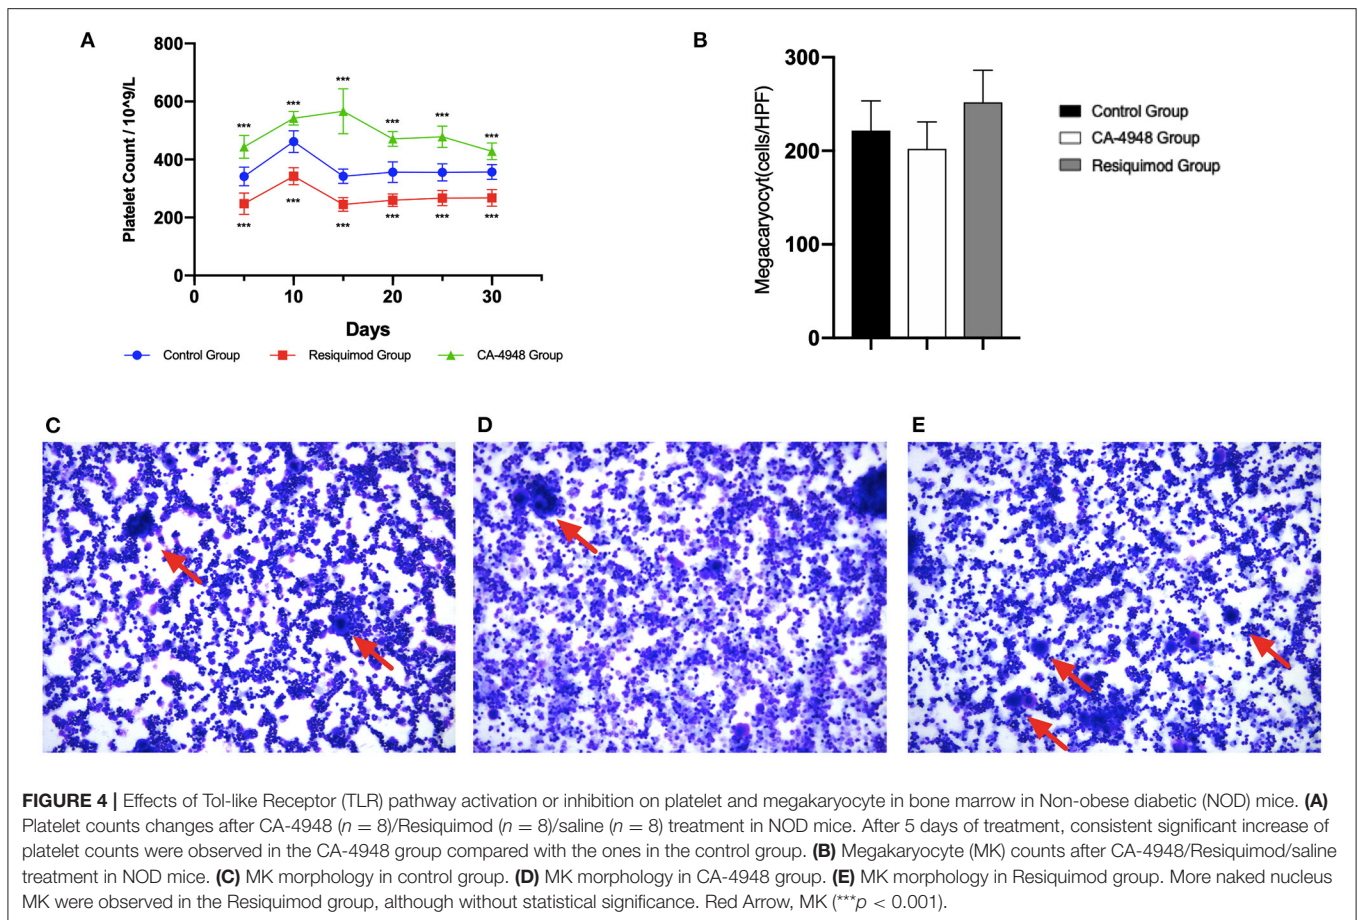 A
800
600
400
200
0
Platelet Count / 10^9/L
*** *** *** *** *** ***
*** *** *** *** *** ***
0 10 20 30
Days
Control Group Resiquimod Group CA-4948 Group
B
300
200
100
0
Megacaryocyt(cells/HPF)
Control Group
CA-4948 Group
Resiquimod Group
C
D
E
FIGURE 4 | Effects of Tol-like Receptor (TLR) pathway activation or inhibition on platelet and megakaryocyte in bone marrow in Non-obese diabetic (NOD) mice. (A)
Platelet counts changes after CA-4948 (n = 8)/Resiquimod (n = 8)/saline (n = 8) treatment in NOD mice. After 5 days of treatment, consistent significant increase of
platelet counts were observed in the CA-4948 group compared with the ones in the control group. (B) Megakaryocyte (MK) counts after CA-4948/Resiquimod/saline
treatment in NOD mice. (C) MK morphology in control group. (D) MK morphology in CA-4948 group. (E) MK morphology in Resiquimod group. More naked nucleus
MK were observed in the Resiquimod group, although without statistical significance. Red Arrow, MK (***p < 0.001).